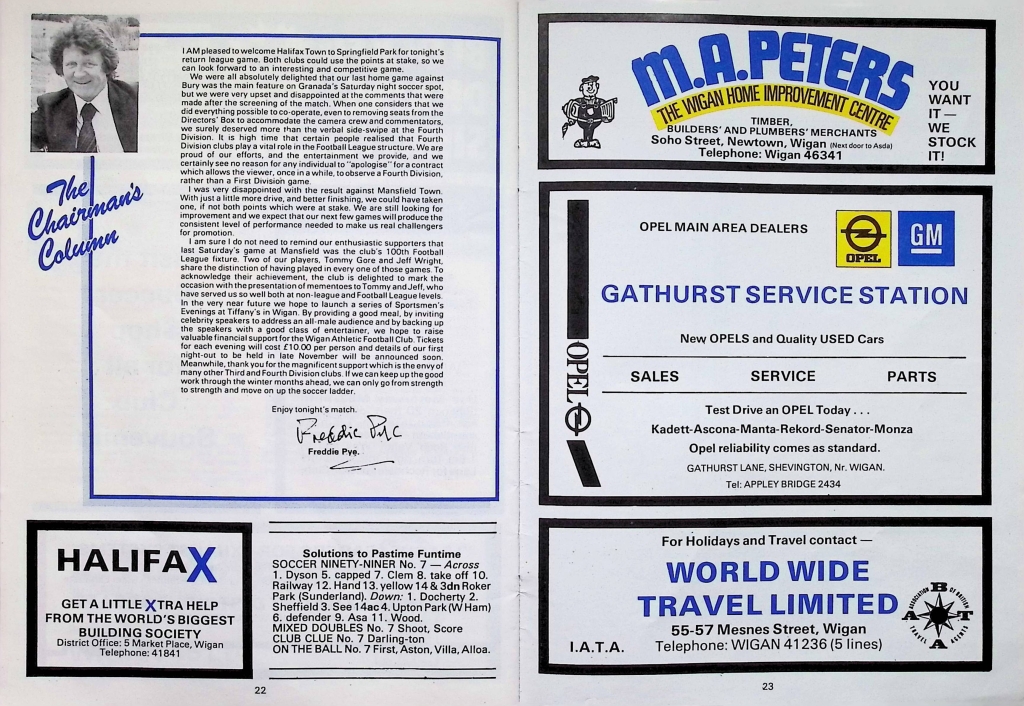 The
Chairman's
Column
I AM pleased to welcome Halifax Town to Springfield Park for tonight's
return league game. Both clubs could use the points at stake, so we
can look forward to an interesting and competitive game.
We were all absolutely delighted that our last home game against
Bury was the main feature on Granada's Saturday night soccer spot,
but we were very upset and disappointed at the comments that were
made after the screening of the match. When one considers that we
did everything possible to co-operate, even to removing seats from the
Directors' Box to accommodate the camera crew and commentators,
we surely deserved more than the verbal side-swipe at the Fourth
Division. It is high time that certain people realised that Fourth
Division clubs play a vital role in the Football League structure. We are
proud of our efforts, and the entertainment we provide, and we
certainly see no reason for any individual to "apologise" for a contract
which allows the viewer, once in a while, to observe a Fourth Division,
rather than a First Division game.
I was very disappointed with the result against Mansfield Town.
With just a little more drive, and better finishing, we could have taken
one, if not both points which were at stake. We are still looking for
improvement and we expect that our next few games will produce the
consistent level of performance needed to make us real challengers
for promotion.
I am sure I do not need to remind our enthusiastic supporters that
last Saturday's game at Mansfield was the club's 100th Football
League fixture. Two of our players, Tommy Gore and Jeff Wright,
share the distinction of having played in every one of those games. To
acknowledge their achievement, the club is delighted to mark the
occasion with the presentation of mementoes to Tommy and Jeff, who
have served us so well both at non-league and Football League levels.
In the very near future we hope to launch a series of Sportsmen's
Evenings at Tiffany's in Wigan. By providing a good meal, by inviting
celebrity speakers to address an all-male audience and by backing up
the speakers with a good class of entertainer, we hope to raise
valuable financial support for the Wigan Athletic Football Club. Tickets
for each evening will cost £10.00 per person and details of our first
night-out to be held in late November will be announced soon.
Meanwhile, thank you for the magnificent support which is the envy of
many other Third and Fourth Division clubs. If we can keep up the good
work through the winter months ahead, we can only go from strength
to strength and move on up the soccer ladder.
Enjoy tonight's match.
Freddie Pye
Freddie Pye.
HALIFAX
GET A LITTLE XTRA HELP
FROM THE WORLD'S BIGGEST
BUILDING SOCIETY
District Office: 5 Market Place, Wigan
Telephone: 41841
Solutions to Pastime Funtime
SOCCER NINETY-NINER No. 7 — Across
1. Dyson 5. capped 7. Clem 8. take off 10.
Railway 12. Hand 13. yellow 14 & 3dn Roker
Park (Sunderland). Down: 1. Docherty 2.
Sheffield 3. See 14ac 4. Upton Park (W Ham)
6. defender 9. Asa 11. Wood.
MIXED DOUBLES No. 7 Shoot, Score
CLUB CLUE No. 7 Darling-ton
ON THE BALL No. 7 First, Aston, Villa, Alloa.
22
M.A.PETERS
THE WIGAN HOME IMPROVEMENT CENTRE
TIMBER,
BUILDERS' AND PLUMBERS' MERCHANTS
Soho Street, Newtown, Wigan (Next door to Asda)
Telephone: Wigan 46341
YOU
WANT
IT —
WE
STOCK
IT!
OPEL MAIN AREA DEALERS
OPEL
GM
GATHURST SERVICE STATION
New OPELS and Quality USED Cars
SALES SERVICE PARTS
OPEL
Test Drive an OPEL Today . . .
Kadett-Ascona-Manta-Rekord-Senator-Monza
Opel reliability comes as standard.
GATHURST LANE, SHEVINGTON, Nr. WIGAN.
Tel: APPLEY BRIDGE 2434
For Holidays and Travel contact —
WORLD WIDE
TRAVEL LIMITED
55-57 Mesnes Street, Wigan
I.A.T.A. Telephone: WIGAN 41236 (5 lines)
ABTA
ASSOCIATION OF BRITISH TRAVEL AGENTS
23